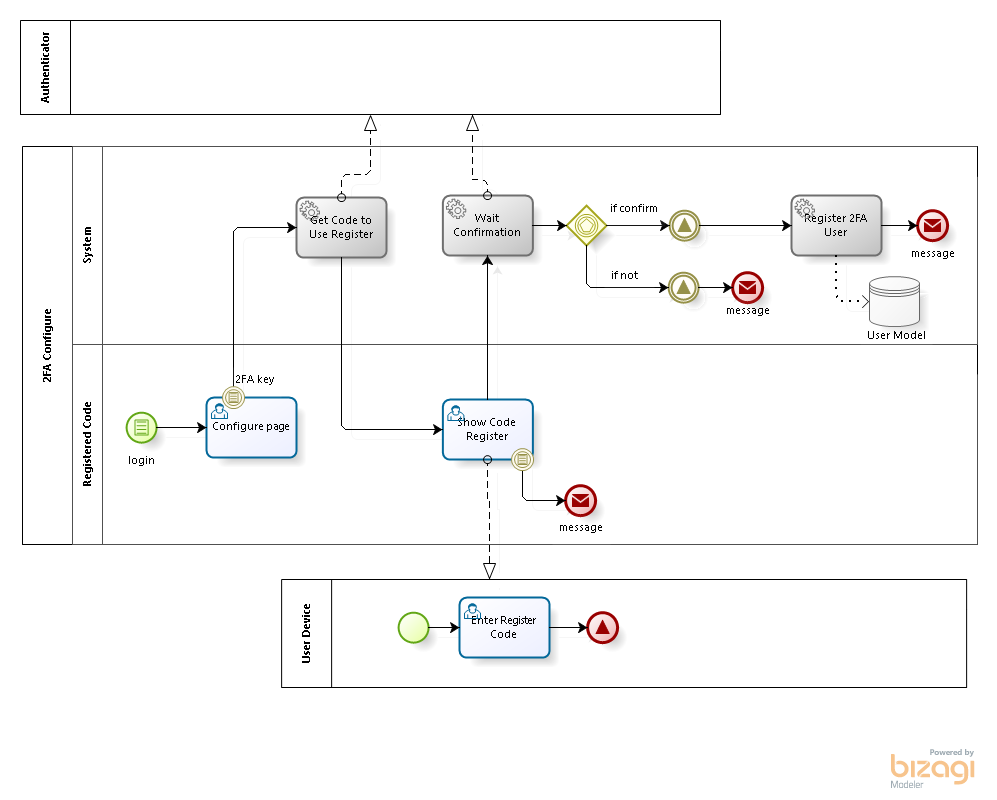 Authenticator
2FA Configure
System
Get Code to
Use Register
Wait
Confirmation
if confirm
if not
message
Register 2FA
User
message
User Model
Registered Code
login
2FA key
Configure page
Show Code
Register
message
User Device
Enter Register
Code
Powered by
bizagi
Modeler